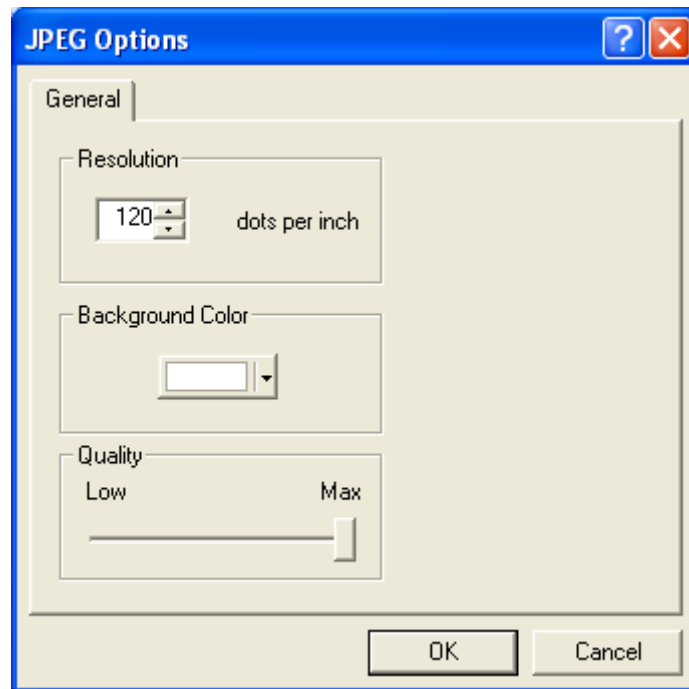 JPEG Options
General
Resolution
120 dots per inch
Background Color
Quality
Low Max
OK Cancel